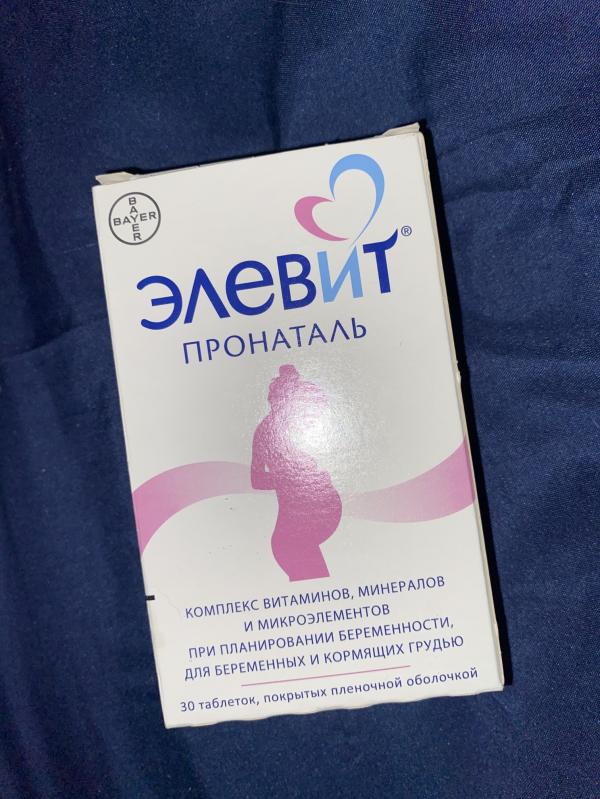 BAYER
BAYER
ЭЛЕВИТ®
ПРОНАТАЛЬ
КОМПЛЕКС ВИТАМИНОВ, МИНЕРАЛОВ
И МИКРОЭЛЕМЕНТОВ
ПРИ ПЛАНИРОВАНИИ БЕРЕМЕННОСТИ,
ДЛЯ БЕРЕМЕННЫХ И КОРМЯЩИХ ГРУДЬЮ
30 таблеток, покрытых пленочной оболочкой